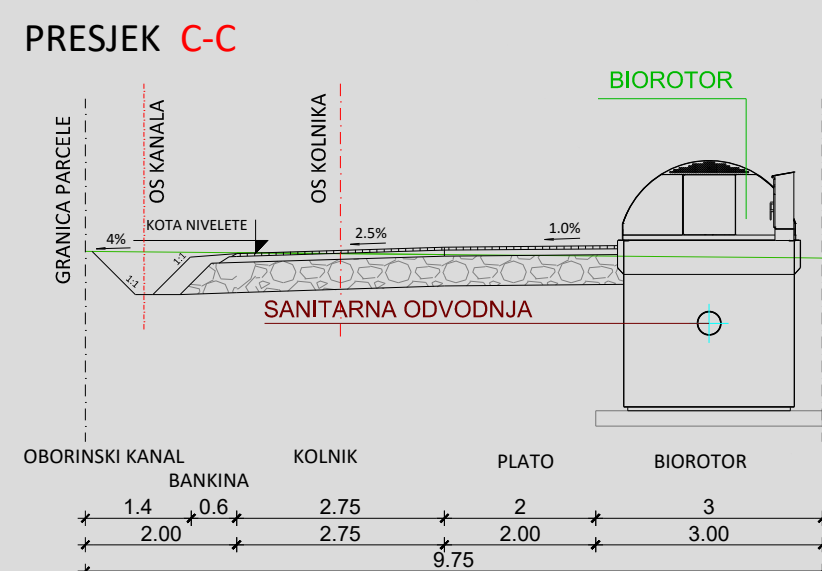 PRESJEK C-C
BIOROTOR
GRANICA PARCELE
OS KANALA
OS KOLNIKA
KOTA NIVELETE
4%
2.5%
1.0%
1:1
1:1
SANITARNA ODVODNJA
OBORINSKI KANAL
BANKINA
KOLNIK
PLATO
BIOROTOR
1.4 0.6 2.75 2 3
2.00 2.75 2.00 3.00
9.75